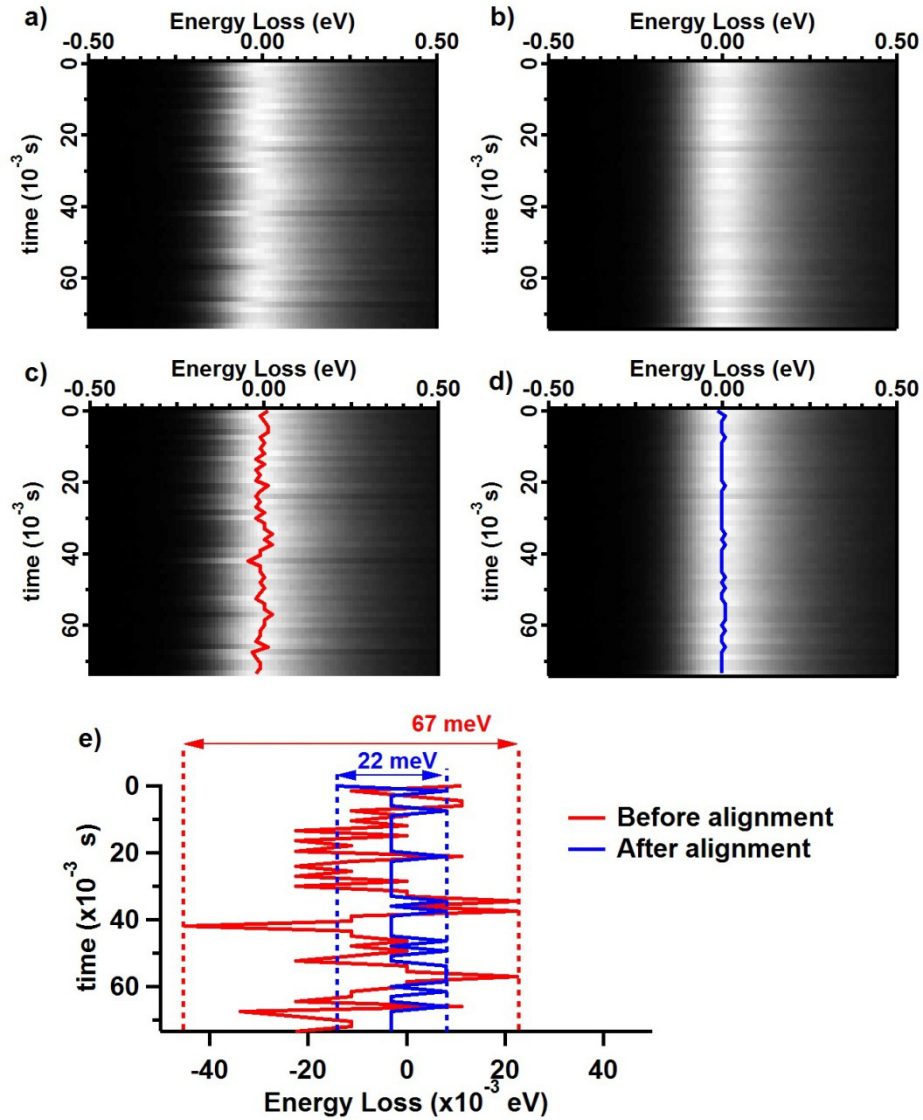 a)
Energy Loss (eV)
-0.50 0.00 0.50
0
20
40
60
time (10⁻³ s)
b)
Energy Loss (eV)
-0.50 0.00 0.50
0
20
40
60
time (10⁻³ s)
c)
Energy Loss (eV)
-0.50 0.00 0.50
0
20
40
60
time (10⁻³ s)
d)
Energy Loss (eV)
-0.50 0.00 0.50
0
20
40
60
time (10⁻³ s)
e)
67 meV
22 meV
0
20
40
60
time (x10⁻³ s)
-40 -20 0 20 40
Energy Loss (x10⁻³ eV)
Before alignment
After alignment